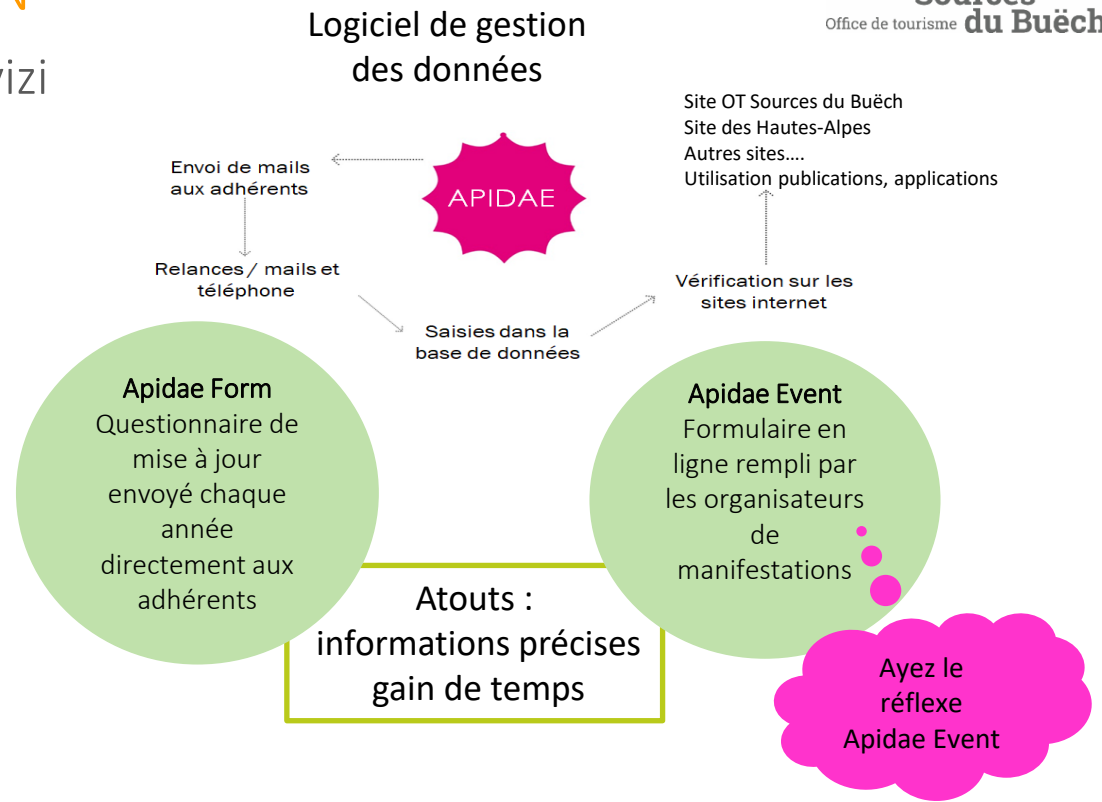 Logiciel de gestion
des données
Sources
Office de tourisme du Buëch
Site OT Sources du Buëch
Site des Hautes-Alpes
Autres sites....
Utilisation publications, applications
Envoi de mails
aux adhérents
APIDAE
Relances / mails et
téléphone
Vérification sur les
sites internet
Saisies dans la
base de données
Apidae Form
Questionnaire de
mise à jour
envoyé chaque
année
directement aux
adhérents
Apidae Event
Formulaire en
ligne rempli par
les organisateurs
de
manifestations
Atouts :
informations précises
gain de temps
Ayez le
réflexe
Apidae Event